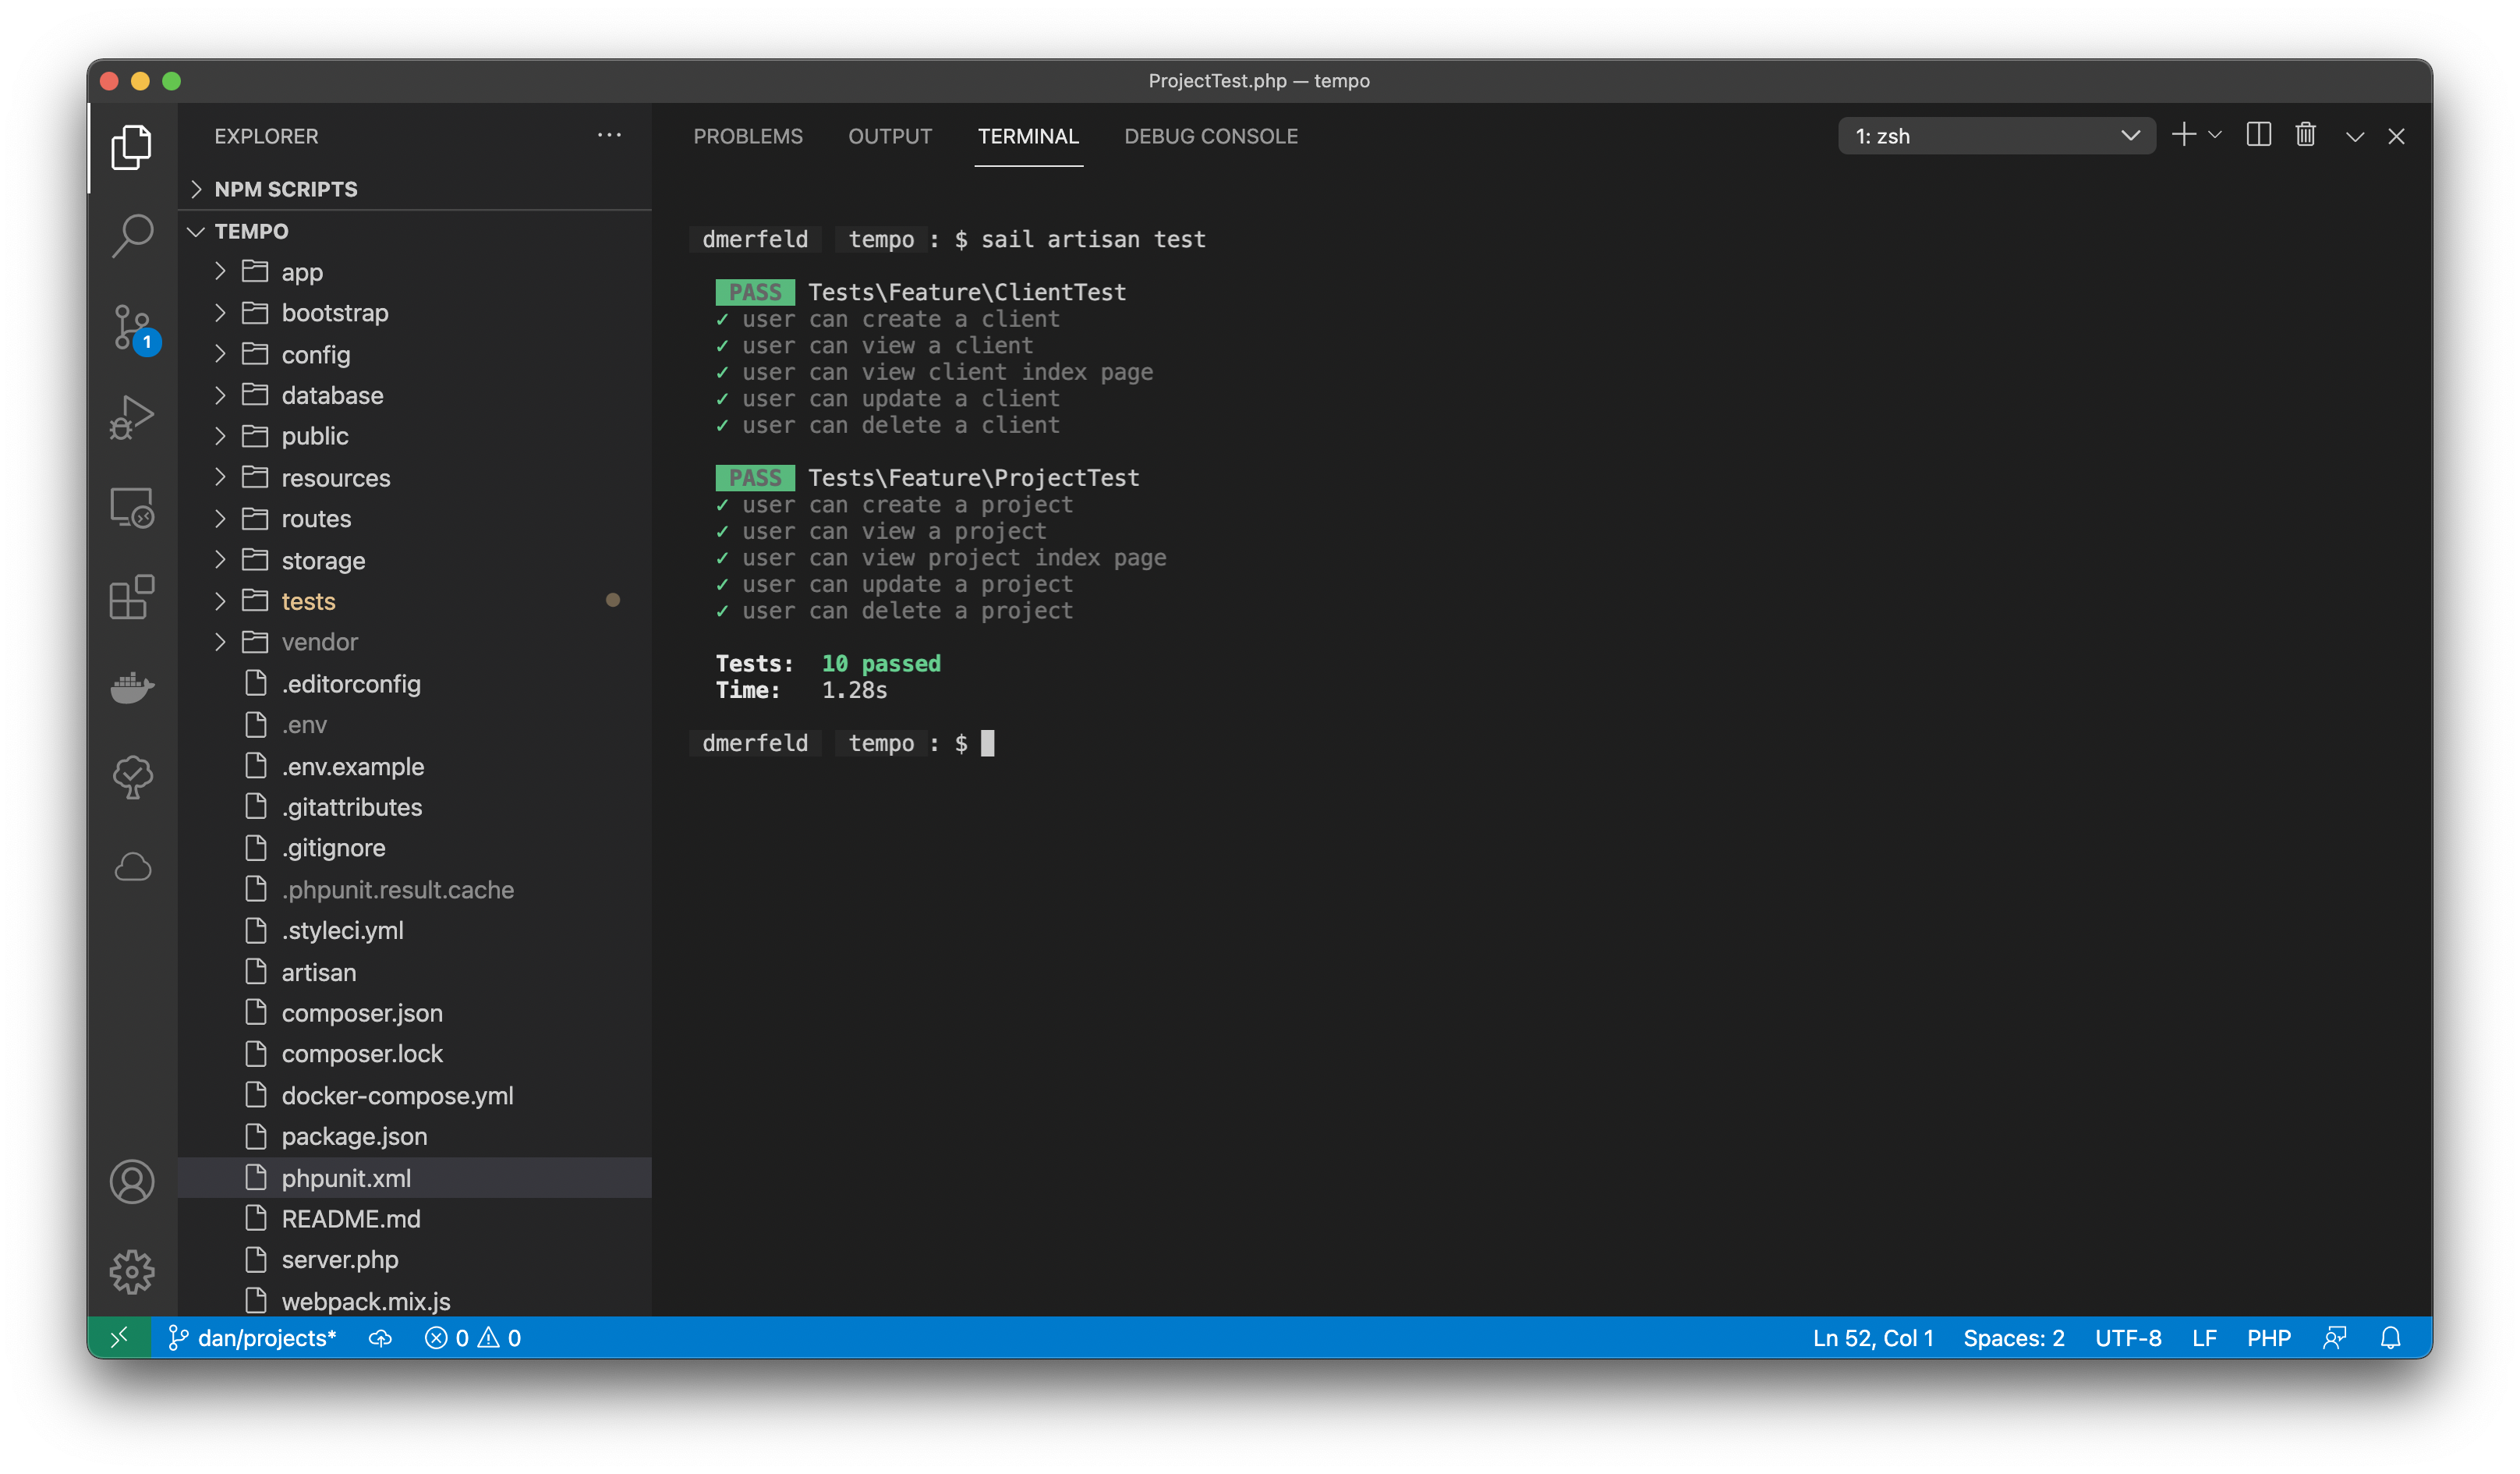 ProjectTest.php — tempo
EXPLORER
NPM SCRIPTS
TEMPO
app
bootstrap
config
database
public
resources
routes
storage
tests
vendor
.editorconfig
.env
.env.example
.gitattributes
.gitignore
.phpunit.result.cache
.styleci.yml
artisan
composer.json
composer.lock
docker-compose.yml
package.json
phpunit.xml
README.md
server.php
webpack.mix.js
1
PROBLEMS OUTPUT TERMINAL DEBUG CONSOLE 1: zsh
dmerfeld tempo : $ sail artisan test
PASS Tests\Feature\ClientTest
✓ user can create a client
✓ user can view a client
✓ user can view client index page
✓ user can update a client
✓ user can delete a client
PASS Tests\Feature\ProjectTest
✓ user can create a project
✓ user can view a project
✓ user can view project index page
✓ user can update a project
✓ user can delete a project
Tests: 10 passed
Time: 1.28s
dmerfeld tempo : $
dan/projects* 0 0 Ln 52, Col 1 Spaces: 2 UTF-8 LF PHP